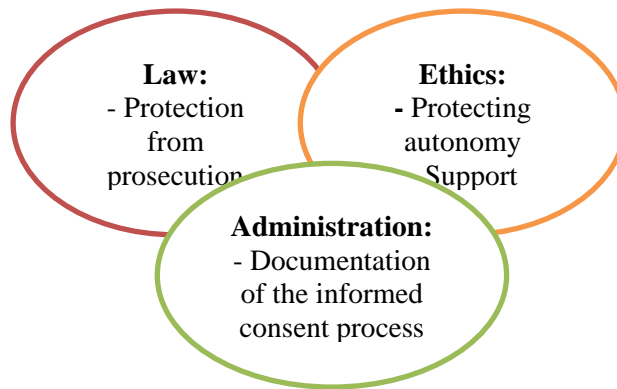 Law:
- Protection
from
prosecution
Ethics:
- Protecting
autonomy
Support
Administration:
- Documentation
of the informed
consent process